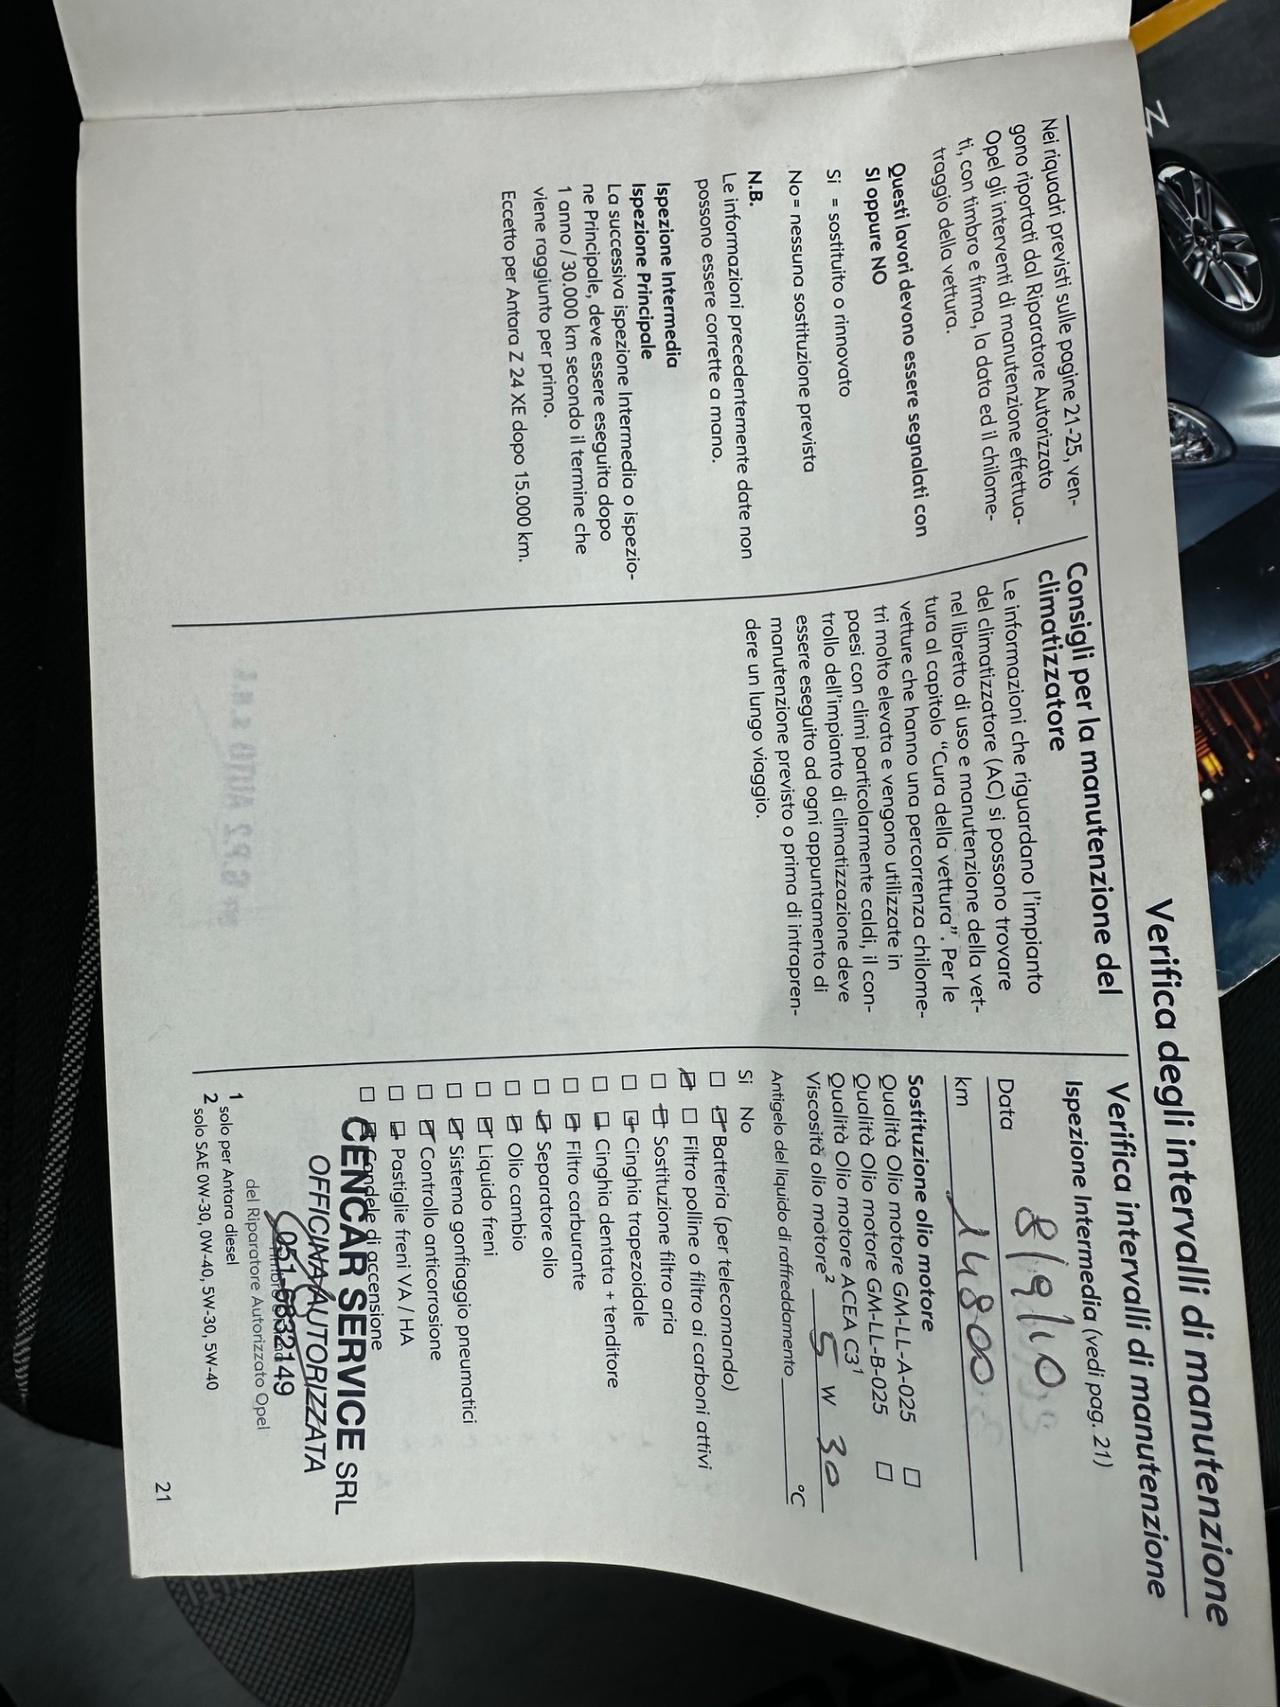 Verifica degli intervalli di manutenzione
Nei riquadri previsti sulle pagine 21-25, ven-
gono riportati dal Riparatore Autorizzato
Opel gli interventi di manutenzione effettua-
ti, con timbro e firma, la data ed il chilome-
traggio della vettura.
Questi lavori devono essere segnalati con
SI oppure NO
Si = sostituito o rinnovato
No= nessuna sostituzione prevista
N.B.
Le informazioni precedentemente date non
possono essere corrette a mano.
Ispezione Intermedia
Ispezione Principale
La successiva ispezione Intermedia o ispezio-
ne Principale, deve essere eseguita dopo
1 anno / 30.000 km secondo il termine che
viene raggiunto per primo.
Eccetto per Antara Z 24 XE dopo 15.000 km.
Consigli per la manutenzione del
climatizzatore
Le informazioni che riguardano l'impianto
del climatizzatore (AC) si possono trovare
nel libretto di uso e manutenzione della vet-
tura al capitolo "Cura della vettura". Per le
vetture che hanno una percorrenza chilome-
tri molto elevata e vengono utilizzate in
paesi con climi particolarmente caldi, il con-
trollo dell'impianto di climatizzazione deve
essere eseguito ad ogni appuntamento di
manutenzione previsto o prima di intrapren-
dere un lungo viaggio.
Verifica intervalli di manutenzione
Ispezione Intermedia (vedi pag. 21)
Data 8/9/10
km 14800
Sostituzione olio motore
Qualità Olio motore GM-LL-A-025
Qualità Olio motore GM-LL-B-025
Qualità Olio motore ACEA C3¹
Viscosità olio motore² 5 W 30
Antigelo del liquido di raffreddamento °C
Si No
Batteria (per telecomando)
Filtro polline o filtro ai carboni attivi
Sostituzione filtro aria
Cinghia trapezoidale
Cinghia dentata + tenditore
Filtro carburante
Separatore olio
Olio cambio
Liquido freni
Sistema gonfiaggio pneumatici
Controllo anticorrosione
Pastiglie freni VA / HA
Candele di accensione
CENCAR SERVICE SRL
OFFICINA AUTORIZZATA
051-6832149
del Riparatore Autorizzato Opel
1 solo per Antara diesel
2 solo SAE 0W-30, 0W-40, 5W-30, 5W-40
21